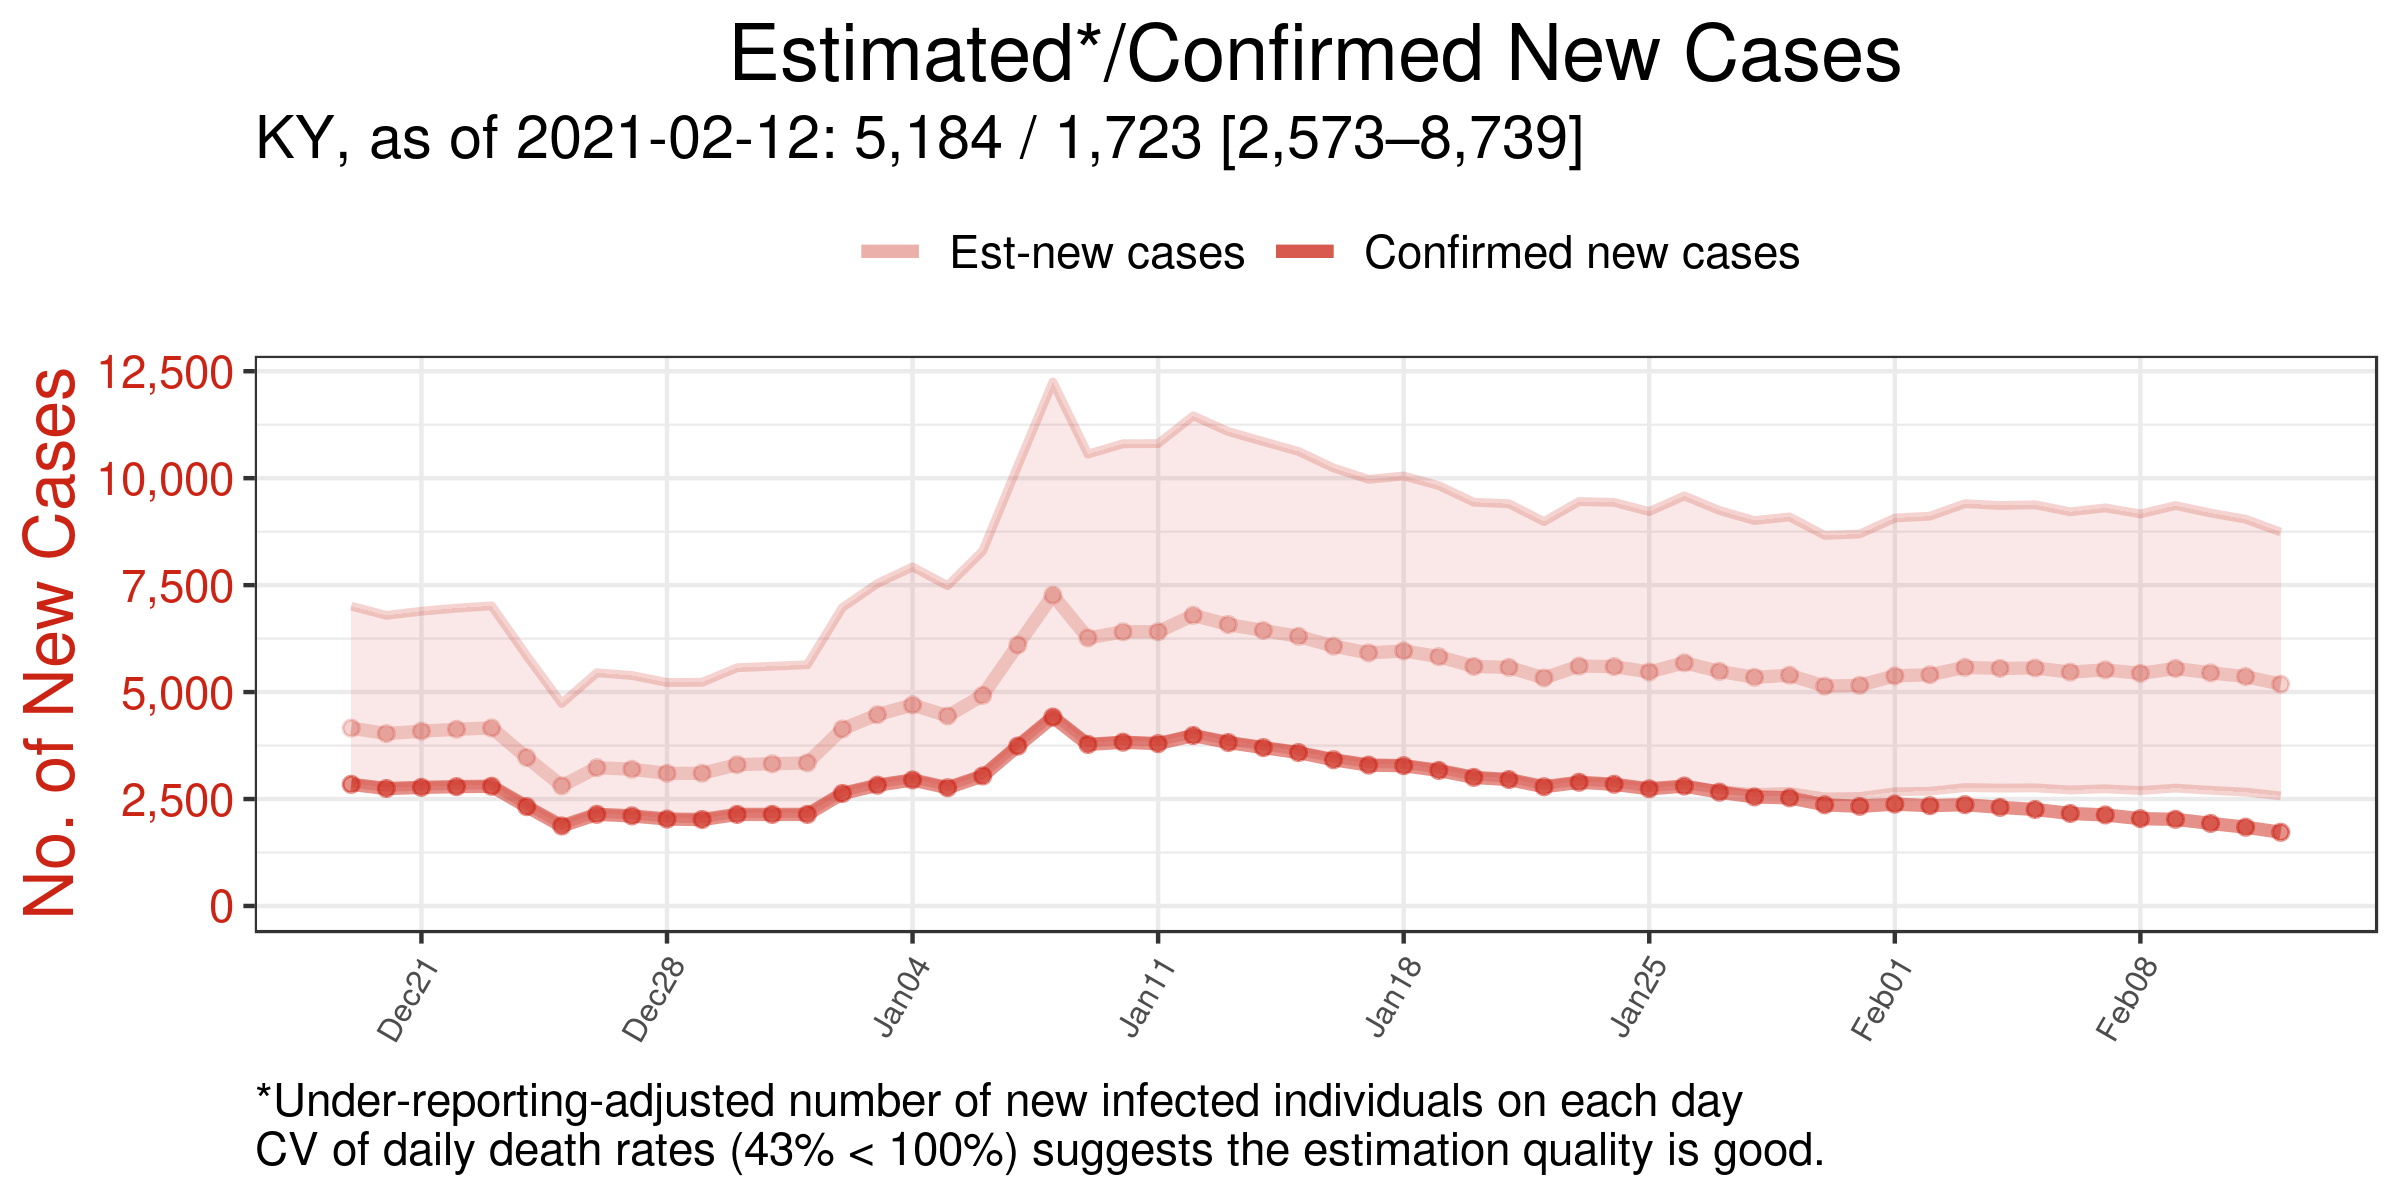 Estimated*/Confirmed New Cases
KY, as of 2021-02-12: 5,184 / 1,723 [2,573–8,739]
Est-new cases
Confirmed new cases
No. of New Cases
12,500
10,000
7,500
5,000
2,500
0
Dec21
Dec28
Jan04
Jan11
Jan18
Jan25
Feb01
Feb08
*Under-reporting-adjusted number of new infected individuals on each day
CV of daily death rates (43% < 100%) suggests the estimation quality is good.